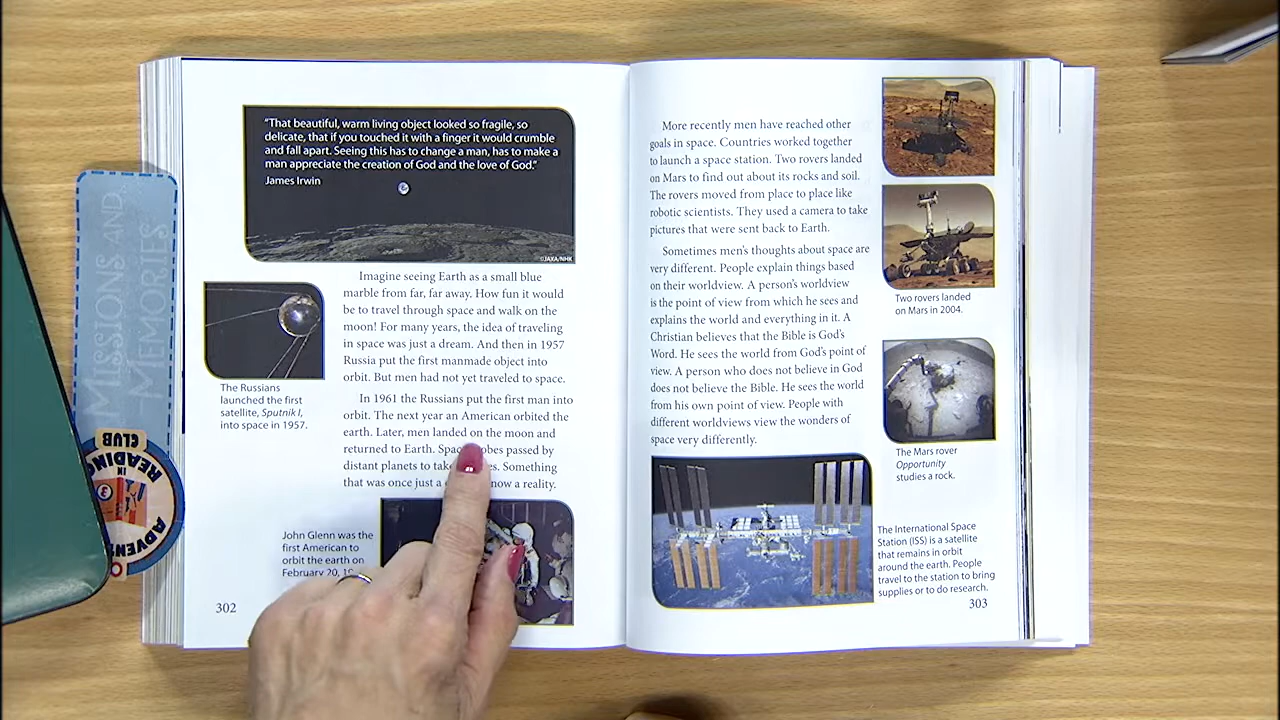 "That beautiful, warm living object looked so fragile, so
delicate, that if you touched it with a finger it would crumble
and fall apart. Seeing this has to change a man, has to make a
man appreciate the creation of God and the love of God."
James Irwin
©JAXA/NHK
Imagine seeing Earth as a small blue
marble from far, far away. How fun it would
be to travel through space and walk on the
moon! For many years, the idea of traveling
in space was just a dream. And then in 1957
Russia put the first manmade object into
orbit. But men had not yet traveled to space.
The Russians
launched the first
satellite, Sputnik I,
into space in 1957.
In 1961 the Russians put the first man into
orbit. The next year an American orbited the
earth. Later, men landed on the moon and
returned to Earth. passed by
distant planets to Something
that was once just a now a reality.
John Glenn was the
first American to
orbit the earth on
February 20,
302
More recently men have reached other
goals in space. Countries worked together
to launch a space station. Two rovers landed
on Mars to find out about its rocks and soil.
The rovers moved from place to place like
robotic scientists. They used a camera to take
pictures that were sent back to Earth.
Sometimes men's thoughts about space are
very different. People explain things based
on their worldview. A person's worldview
is the point of view from which he sees and
explains the world and everything in it. A
Christian believes that the Bible is God's
Word. He sees the world from God's point of
view. A person who does not believe in God
does not believe the Bible. He sees the world
from his own point of view. People with
different worldviews view the wonders of
space very differently.
Two rovers landed
on Mars in 2004.
The Mars rover
Opportunity
studies a rock.
The International Space
Station (ISS) is a satellite
that remains in orbit
around the earth. People
travel to the station to bring
supplies or to do research.
303
MISSIONS AND
MEMORIES
READING
CLUB
IN